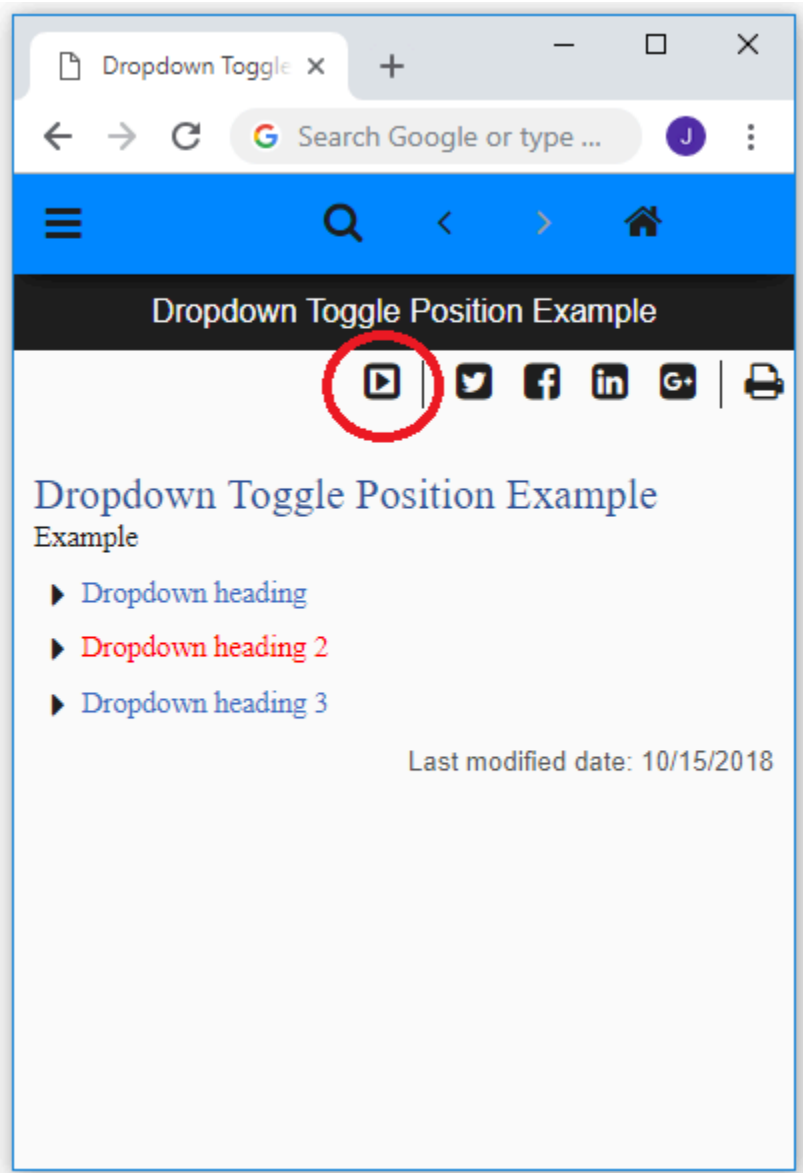 Dropdown Toggle
Search Google or type ...
J
Dropdown Toggle Position Example
in
G+
Dropdown Toggle Position Example
Example
Dropdown heading
Dropdown heading 2
Dropdown heading 3
Last modified date: 10/15/2018